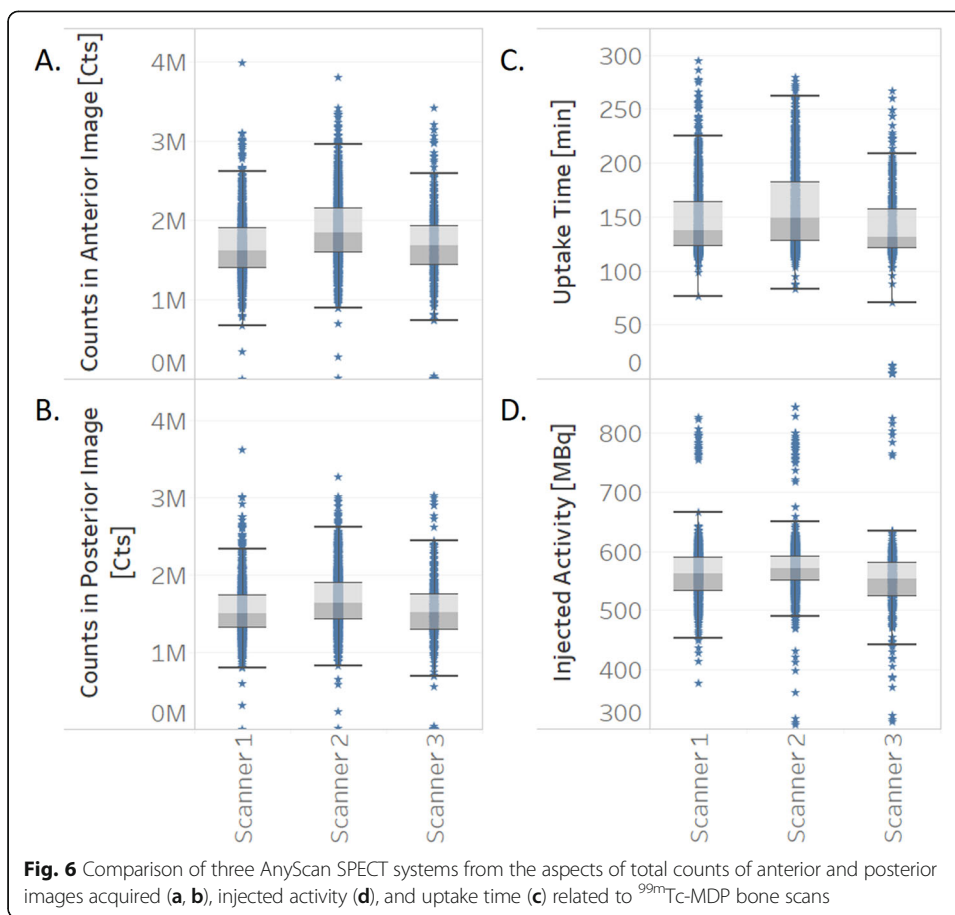 A.
Counts in Anterior Image [Cts]
4M
3M
2M
1M
0M
B.
Counts in Posterior Image
[Cts]
4M
3M
2M
1M
0M
Scanner 1
Scanner 2
Scanner 3
C.
Uptake Time [min]
300
250
200
150
100
50
0
D.
Injected Activity [MBq]
800
700
600
500
400
300
Scanner 1
Scanner 2
Scanner 3
Fig. 6 Comparison of three AnyScan SPECT systems from the aspects of total counts of anterior and posterior
images acquired (a, b), injected activity (d), and uptake time (c) related to ⁹⁹ᵐTc-MDP bone scans